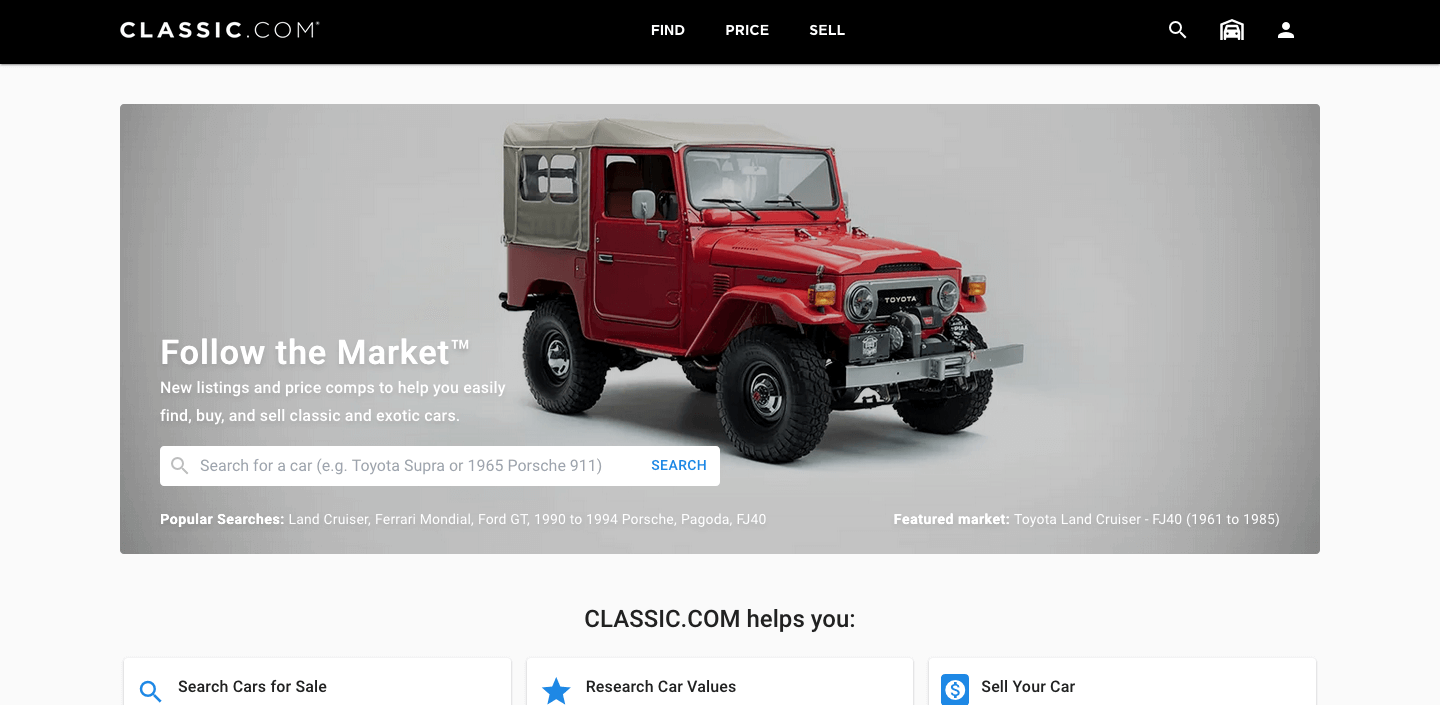 CLASSIC.COM
FIND
PRICE
SELL
TOYOTA
Follow the Market™
New listings and price comps to help you easily
find, buy, and sell classic and exotic cars.
Search for a car (e.g. Toyota Supra or 1965 Porsche 911)
SEARCH
Popular Searches: Land Cruiser, Ferrari Mondial, Ford GT, 1990 to 1994 Porsche, Pagoda, FJ40
Featured market: Toyota Land Cruiser - FJ40 (1961 to 1985)
CLASSIC.COM helps you:
Search Cars for Sale
Research Car Values
Sell Your Car